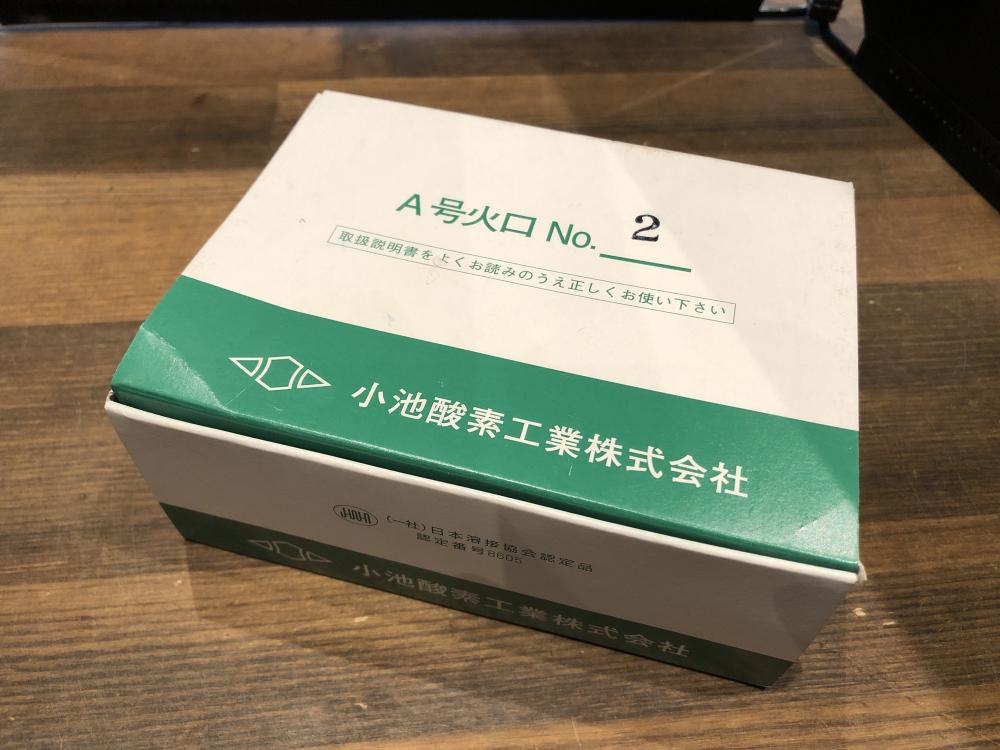 A号火口 No. 2
取扱説明書をよくお読みのうえ正しくお使い下さい
小池酸素工業株式会社
(一社)日本溶接協会認定品
認定番号8605
小池酸素工業株式会社